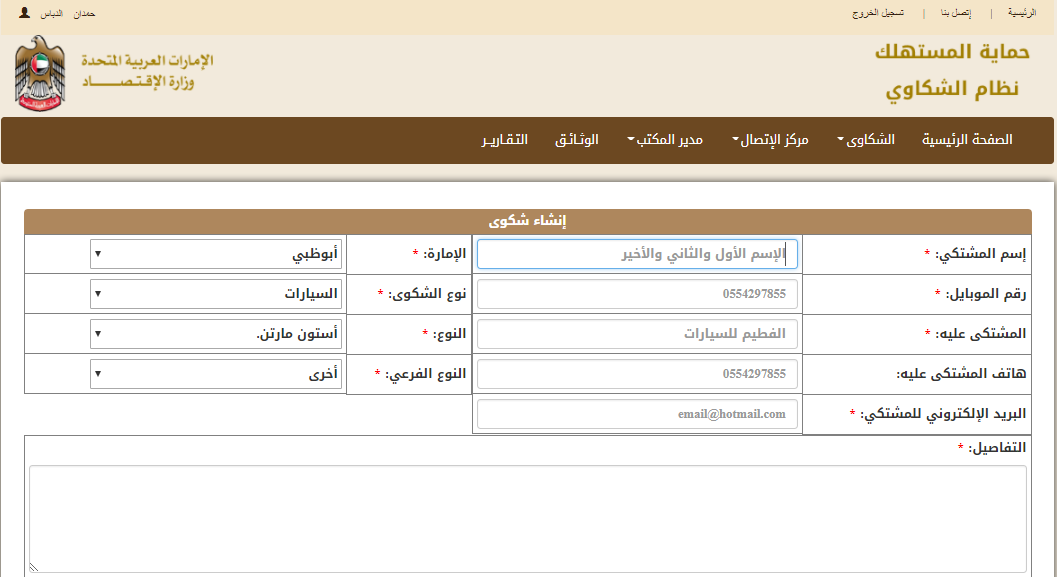 الرئيسية | إتصل بنا | تسجيل الخروج
حمدان النباس
حماية المستهلك
نظام الشكاوي
الإمارات العربية المتحدة
وزارة الإقتصاد
الصفحة الرئيسية الشكاوى مركز الإتصال مدير المكتب الوثائق التقارير
إنشاء شكوى
إسم المشتكي: * الإسم الأول والثاني والأخير الإمارة: * أبوظبي
رقم الموبايل: * 0554297855 نوع الشكوى: * السيارات
المشتكى عليه: * الفطيم للسيارات النوع: * أستون مارتن.
هاتف المشتكى عليه: 0554297855 النوع الفرعي: * أخرى
البريد الإلكتروني للمشتكي: * email@hotmail.com
التفاصيل: *